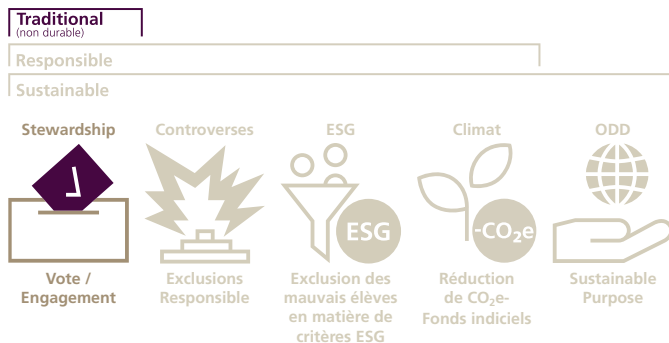 Traditional
(non durable)
Responsible
Sustainable
Stewardship
Controverses
ESG
Climat
ODD
ESG
-CO₂e
Vote /
Engagement
Exclusions
Responsible
Exclusion des
mauvais élèves
en matière de
critères ESG
Réduction
de CO₂e-
Fonds indiciels
Sustainable
Purpose